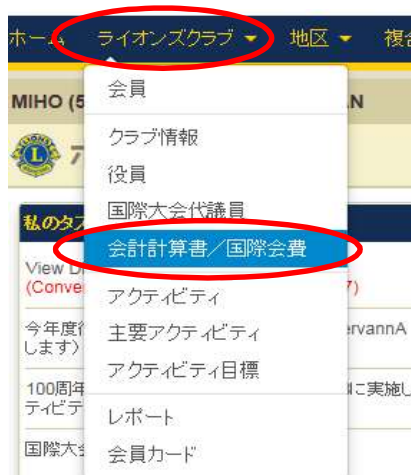 ホーム ライオンズクラブ 地区 複合
MIHO (5
会員
クラブ情報
役員
国際大会代議員
私のタス
会計計算書／国際会費
View D
(Conve 7)
アクティビティ
今年度 ervannA
主要アクティビティ
します)
アクティビティ目標
100周年 に実施し
ティビテ
レポート
国際大会
会員カード